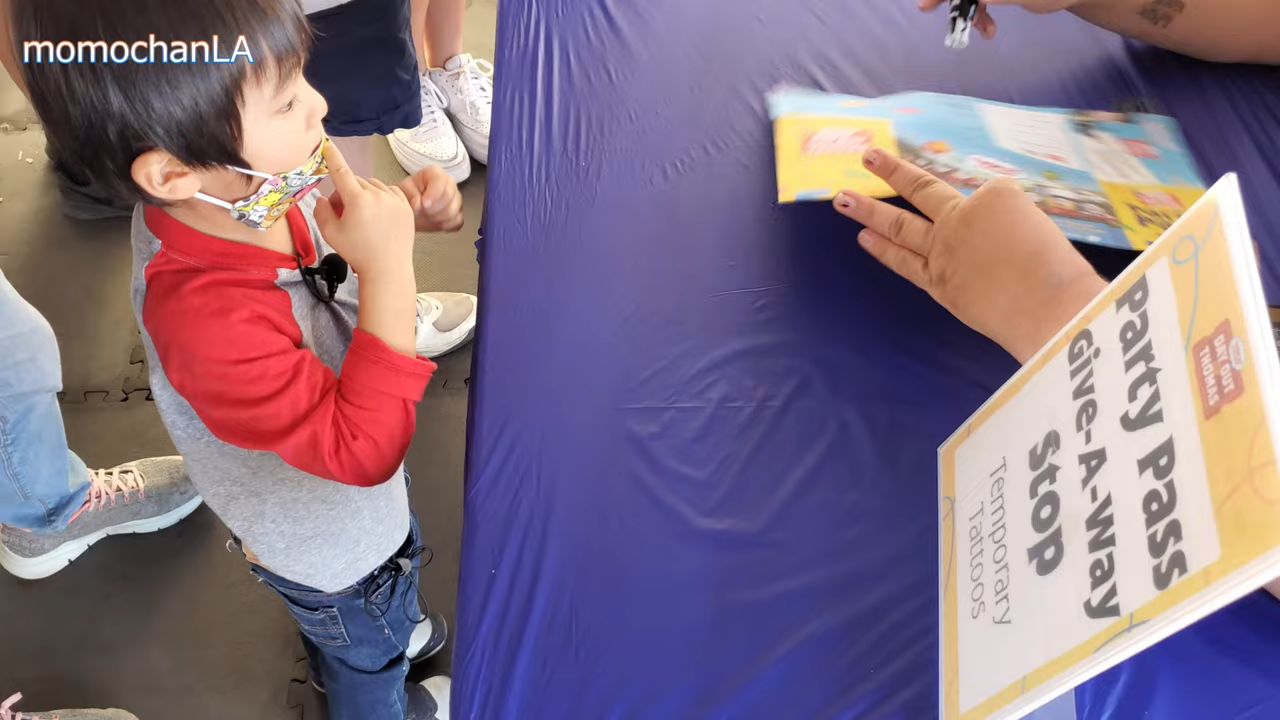 momochanLA
DAY OUT
THOMAS
Party Pass
Give-A-Way
Stop
Temporary
Tattoos